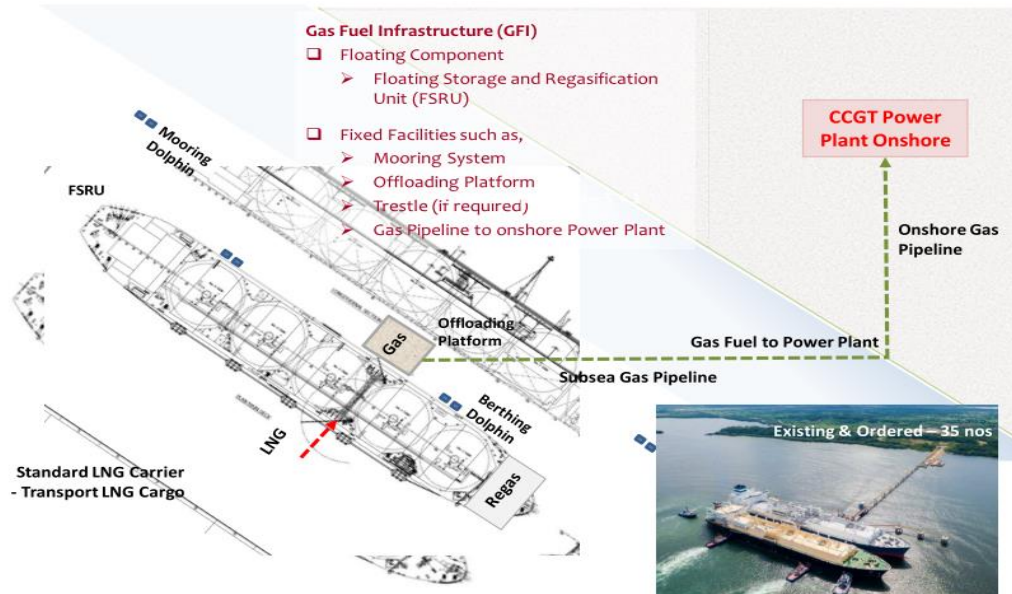 Gas Fuel Infrastructure (GFI)
Floating Component
Floating Storage and Regasification
Unit (FSRU)
Fixed Facilities such as,
Mooring System
Offloading Platform
Trestle (if required)
Gas Pipeline to onshore Power Plant
CCGT Power
Plant Onshore
Mooring
Dolphin
FSRU
Onshore Gas
Pipeline
Gas
Offloading
Platform
Gas Fuel to Power Plant
Subsea Gas Pipeline
Berthing
Dolphin
LNG
Regas
Standard LNG Carrier
- Transport LNG Cargo
Existing & Ordered – 35 nos